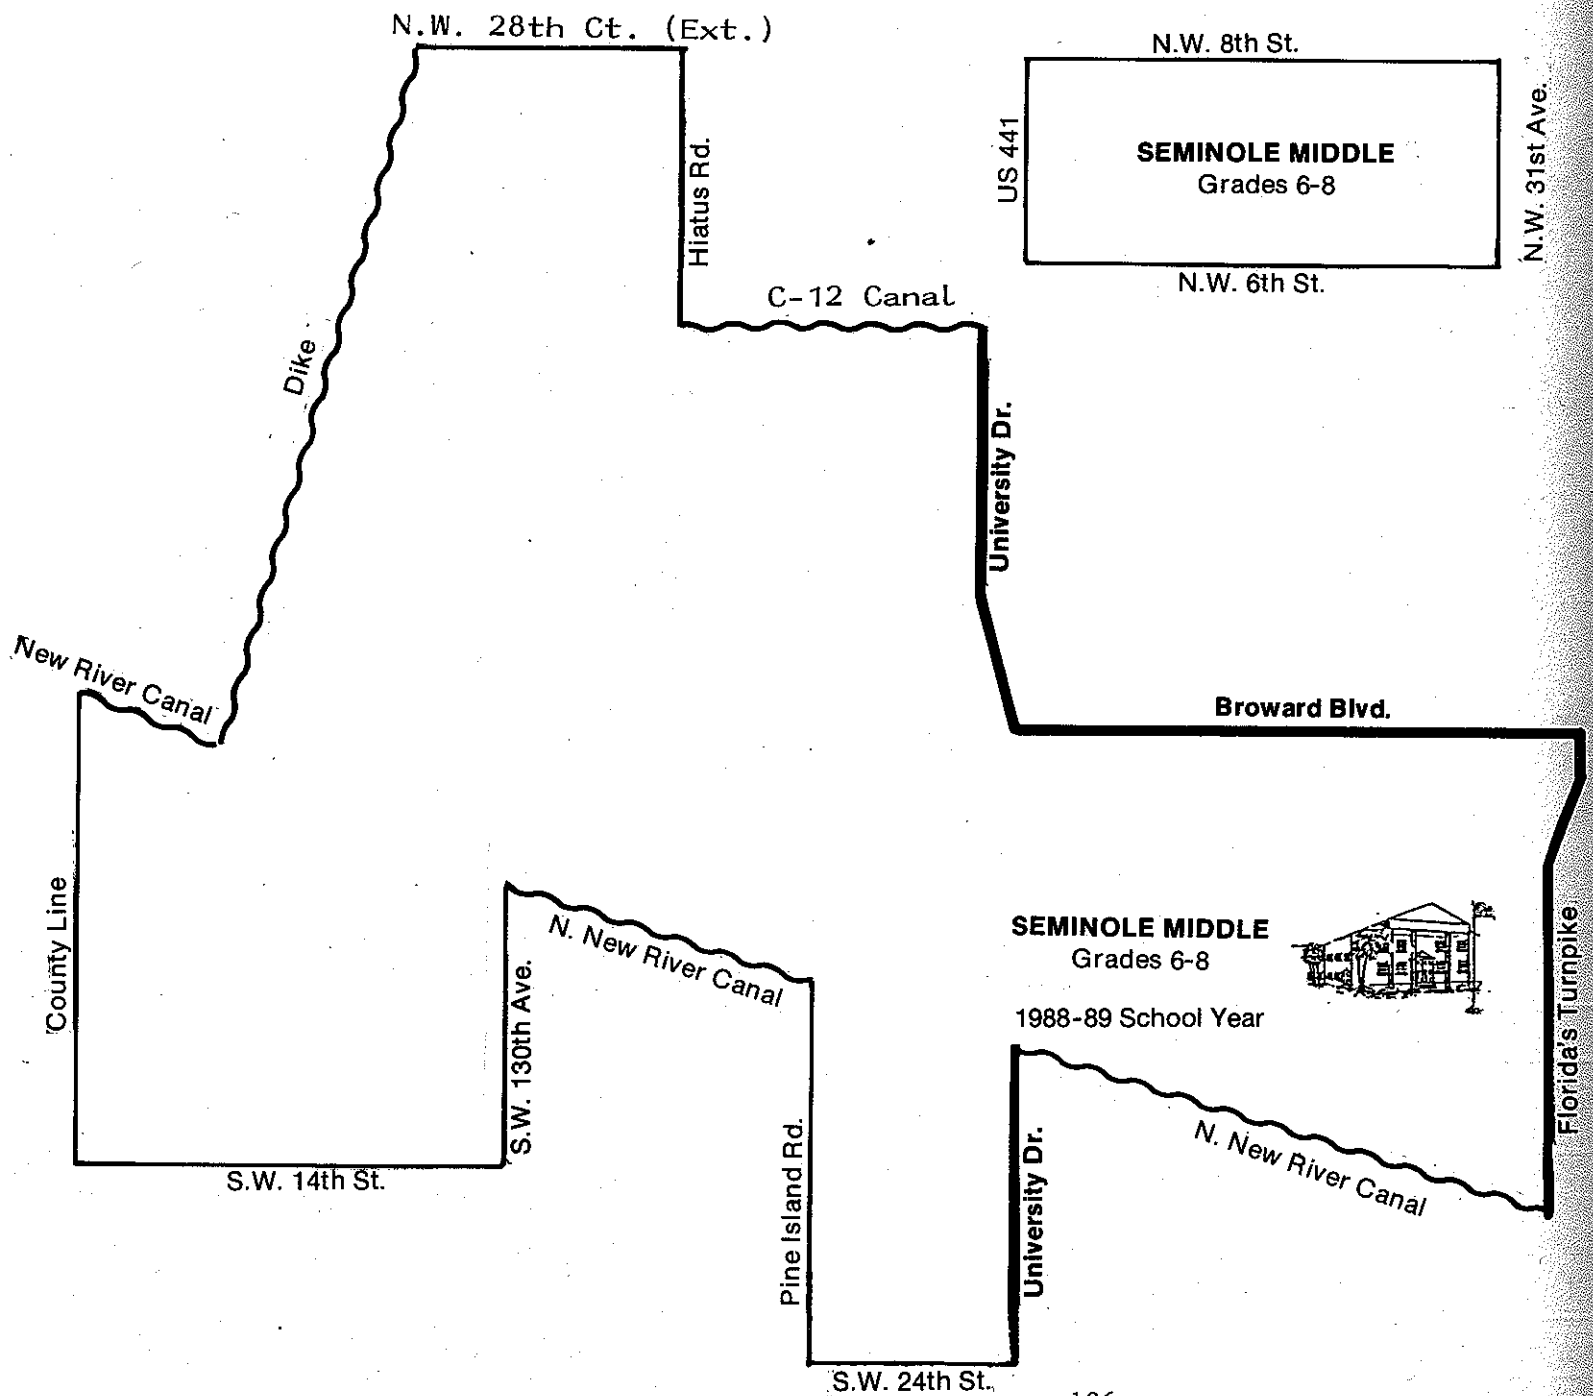 N.W. 28th Ct. (Ext.)
N.W. 8th St.
US 441
SEMINOLE MIDDLE
Grades 6-8
N.W. 31st Ave.
N.W. 6th St.
Hiatus Rd.
C-12 Canal
Dike
University Dr.
New River Canal
Broward Blvd.
County Line
S.W. 130th Ave.
N. New River Canal
SEMINOLE MIDDLE
Grades 6-8
1988-89 School Year
Florida's Turnpike
S.W. 14th St.
Pine Island Rd.
University Dr.
N. New River Canal
S.W. 24th St.